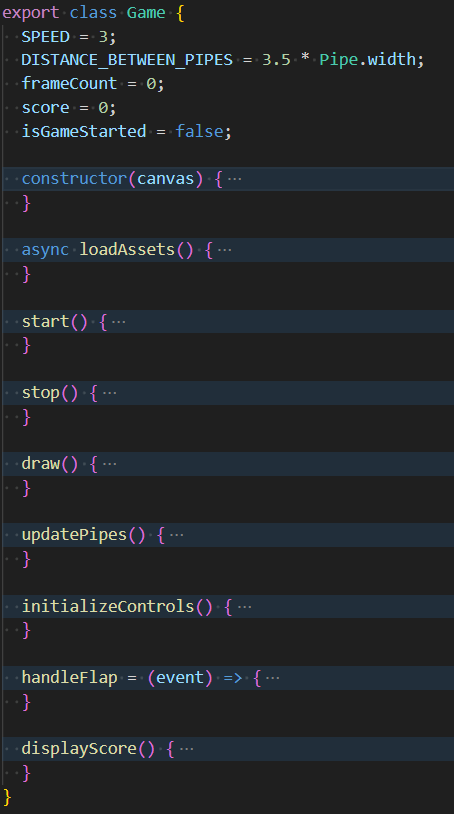 export class Game {
  SPEED = 3;
  DISTANCE_BETWEEN_PIPES = 3.5 * Pipe.width;
  frameCount = 0;
  score = 0;
  isGameStarted = false;

  constructor(canvas) { ···
  }

  async loadAssets() { ···
  }

  start() { ···
  }

  stop() { ···
  }

  draw() { ···
  }

  updatePipes() { ···
  }

  initializeControls() { ···
  }

  handleFlap = (event) => { ···
  }

  displayScore() { ···
  }
}